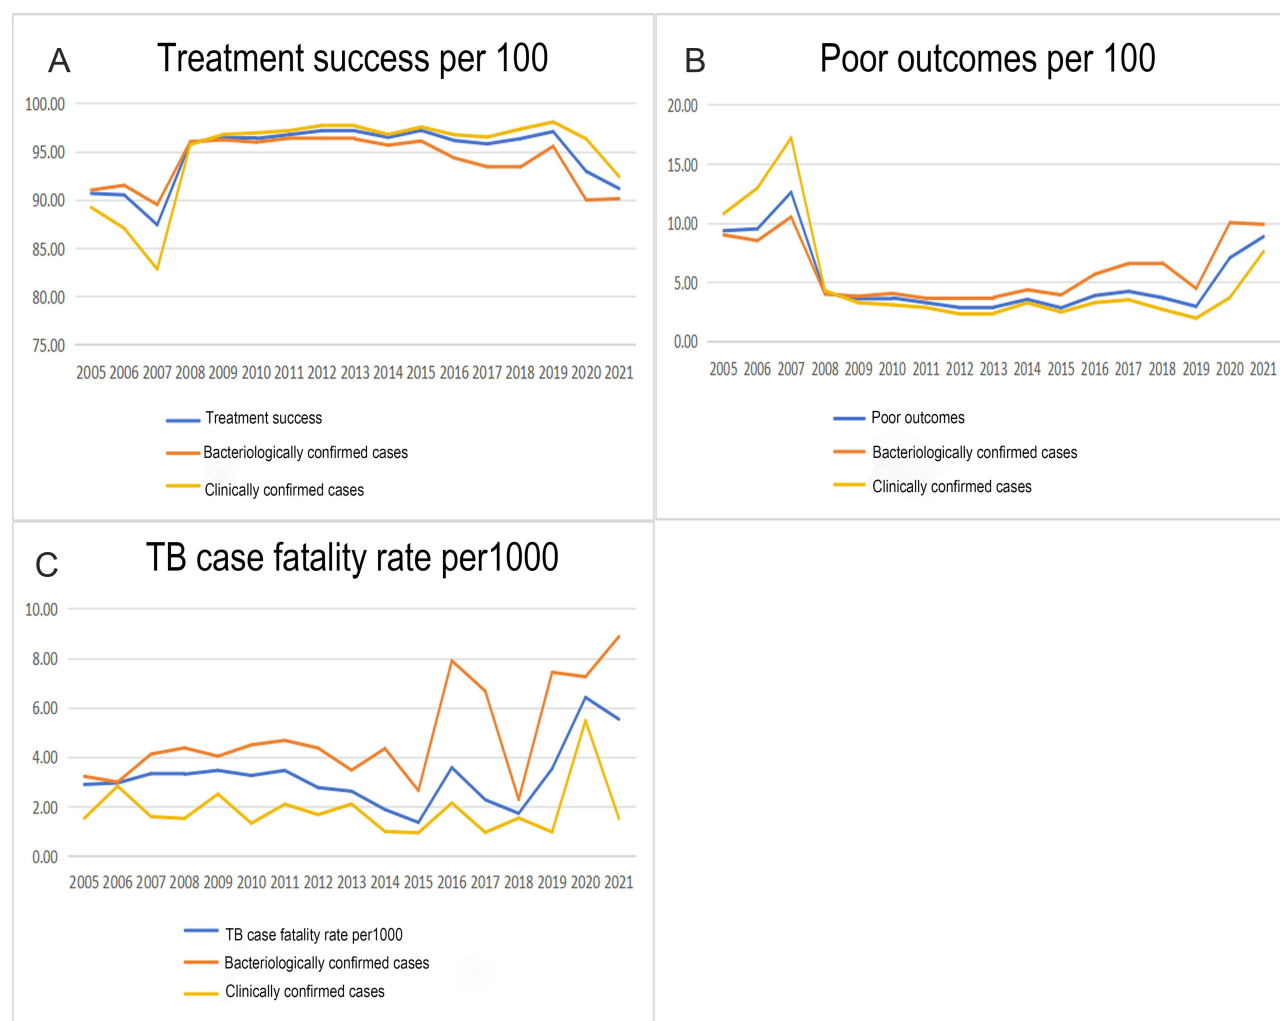 A
Treatment success per 100
100.00
95.00
90.00
85.00
80.00
75.00
2005 2006 2007 2008 2009 2010 2011 2012 2013 2014 2015 2016 2017 2018 2019 2020 2021
Treatment success
Bacteriologically confirmed cases
Clinically confirmed cases
B
Poor outcomes per 100
20.00
15.00
10.00
5.00
0.00
2005 2006 2007 2008 2009 2010 2011 2012 2013 2014 2015 2016 2017 2018 2019 2020 2021
Poor outcomes
Bacteriologically confirmed cases
Clinically confirmed cases
C
TB case fatality rate per1000
10.00
8.00
6.00
4.00
2.00
0.00
2005 2006 2007 2008 2009 2010 2011 2012 2013 2014 2015 2016 2017 2018 2019 2020 2021
TB case fatality rate per1000
Bacteriologically confirmed cases
Clinically confirmed cases